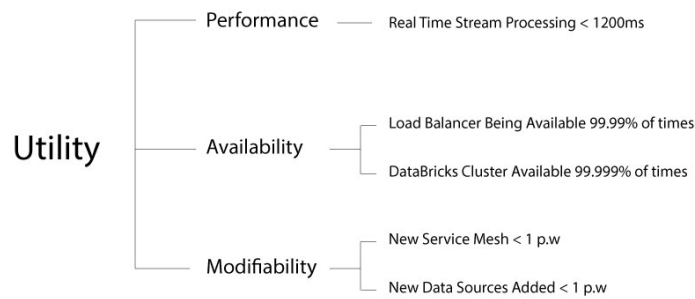 Utility
Performance
Real Time Stream Processing < 1200ms
Availability
Load Balancer Being Available 99.99% of times
DataBricks Cluster Available 99.999% of times
Modifiability
New Service Mesh < 1 p.w
New Data Sources Added < 1 p.w